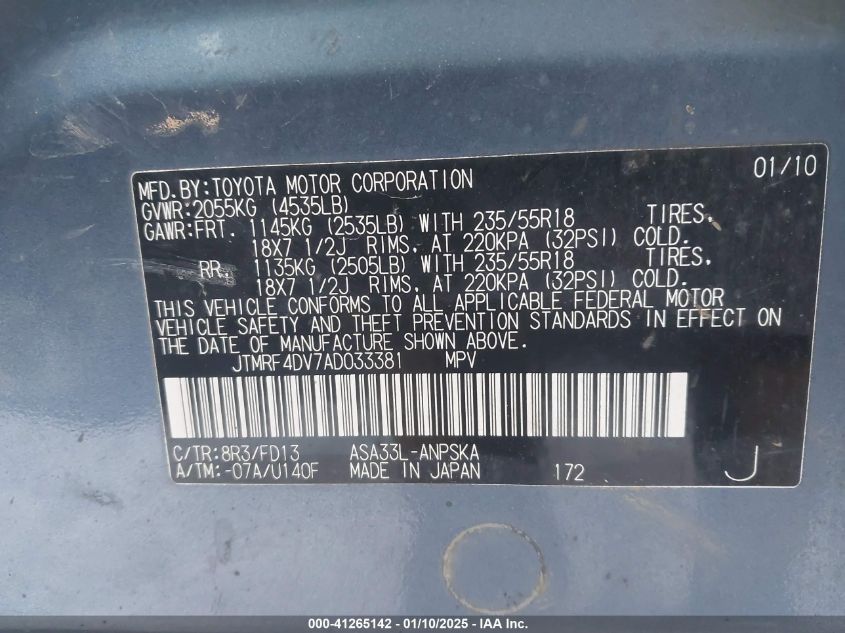 01/10
MFD.BY:TOYOTA MOTOR CORPORATION
GVWR:2055KG (4535LB)
GAWR:FRT. 1145KG (2535LB) WITH 235/55R18 TIRES,
18X7 1/2J RIMS, AT 220KPA (32PSI) COLD.
RR. 1135KG (2505LB) WITH 235/55R18 TIRES,
18X7 1/2J RIMS, AT 220KPA (32PSI) COLD.
THIS VEHICLE CONFORMS TO ALL APPLICABLE FEDERAL MOTOR
VEHICLE SAFETY AND THEFT PREVENTION STANDARDS IN EFFECT ON
THE DATE OF MANUFACTURE SHOWN ABOVE.
JTMRF4DV7AD033381 MPV
C/TR:8R3/FD13 ASA33L-ANPSKA
A/TM:-07A/U140F MADE IN JAPAN 172 J
000-41265142 - 01/10/2025 - IAA Inc.